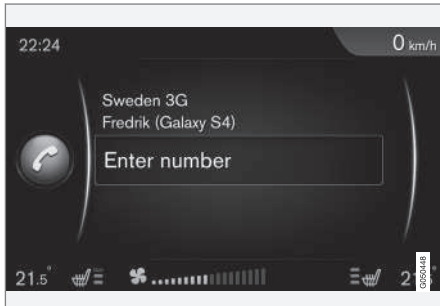 22:24
0 km/h
Sweden 3G
Fredrik (Galaxy S4)
Enter number
21.5°
G050448